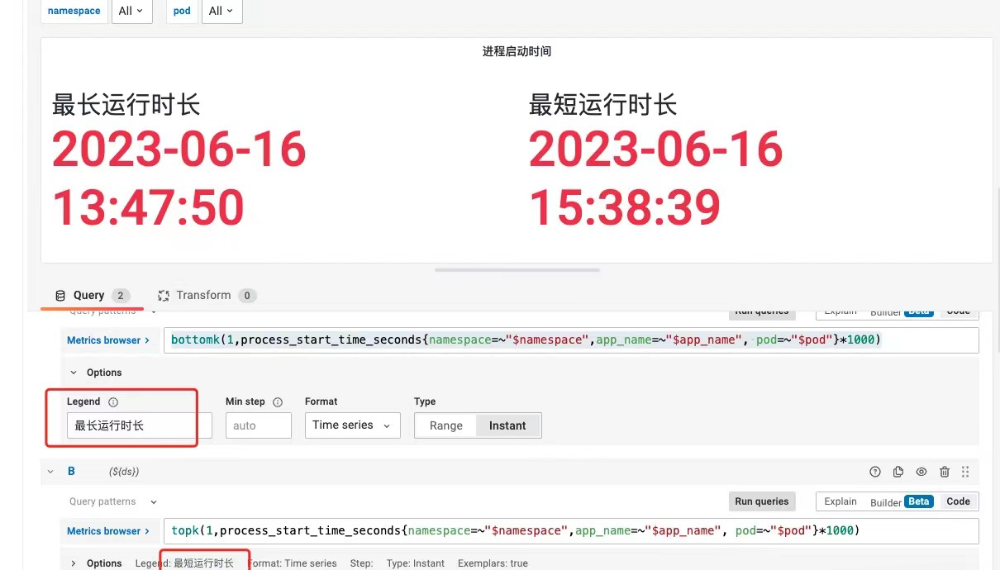 namespace All pod All
进程启动时间
最长运行时长 最短运行时长
2023-06-16 2023-06-16
13:47:50 15:38:39
Query 2 Transform 0
Query patterns Run queries Explain Builder Beta Code
Metrics browser > bottomk(1,process_start_time_seconds{namespace=~"$namespace",app_name=~"$app_name", pod=~"$pod"}*1000)
Options
Legend Min step Format Type
最长运行时长 auto Time series Range Instant
B (${ds})
Query patterns Run queries Explain Builder Beta Code
Metrics browser > topk(1,process_start_time_seconds{namespace=~"$namespace",app_name=~"$app_name", pod=~"$pod"}*1000)
Options Legend: 最短运行时长 Format: Time series Step: Type: Instant Exemplars: true